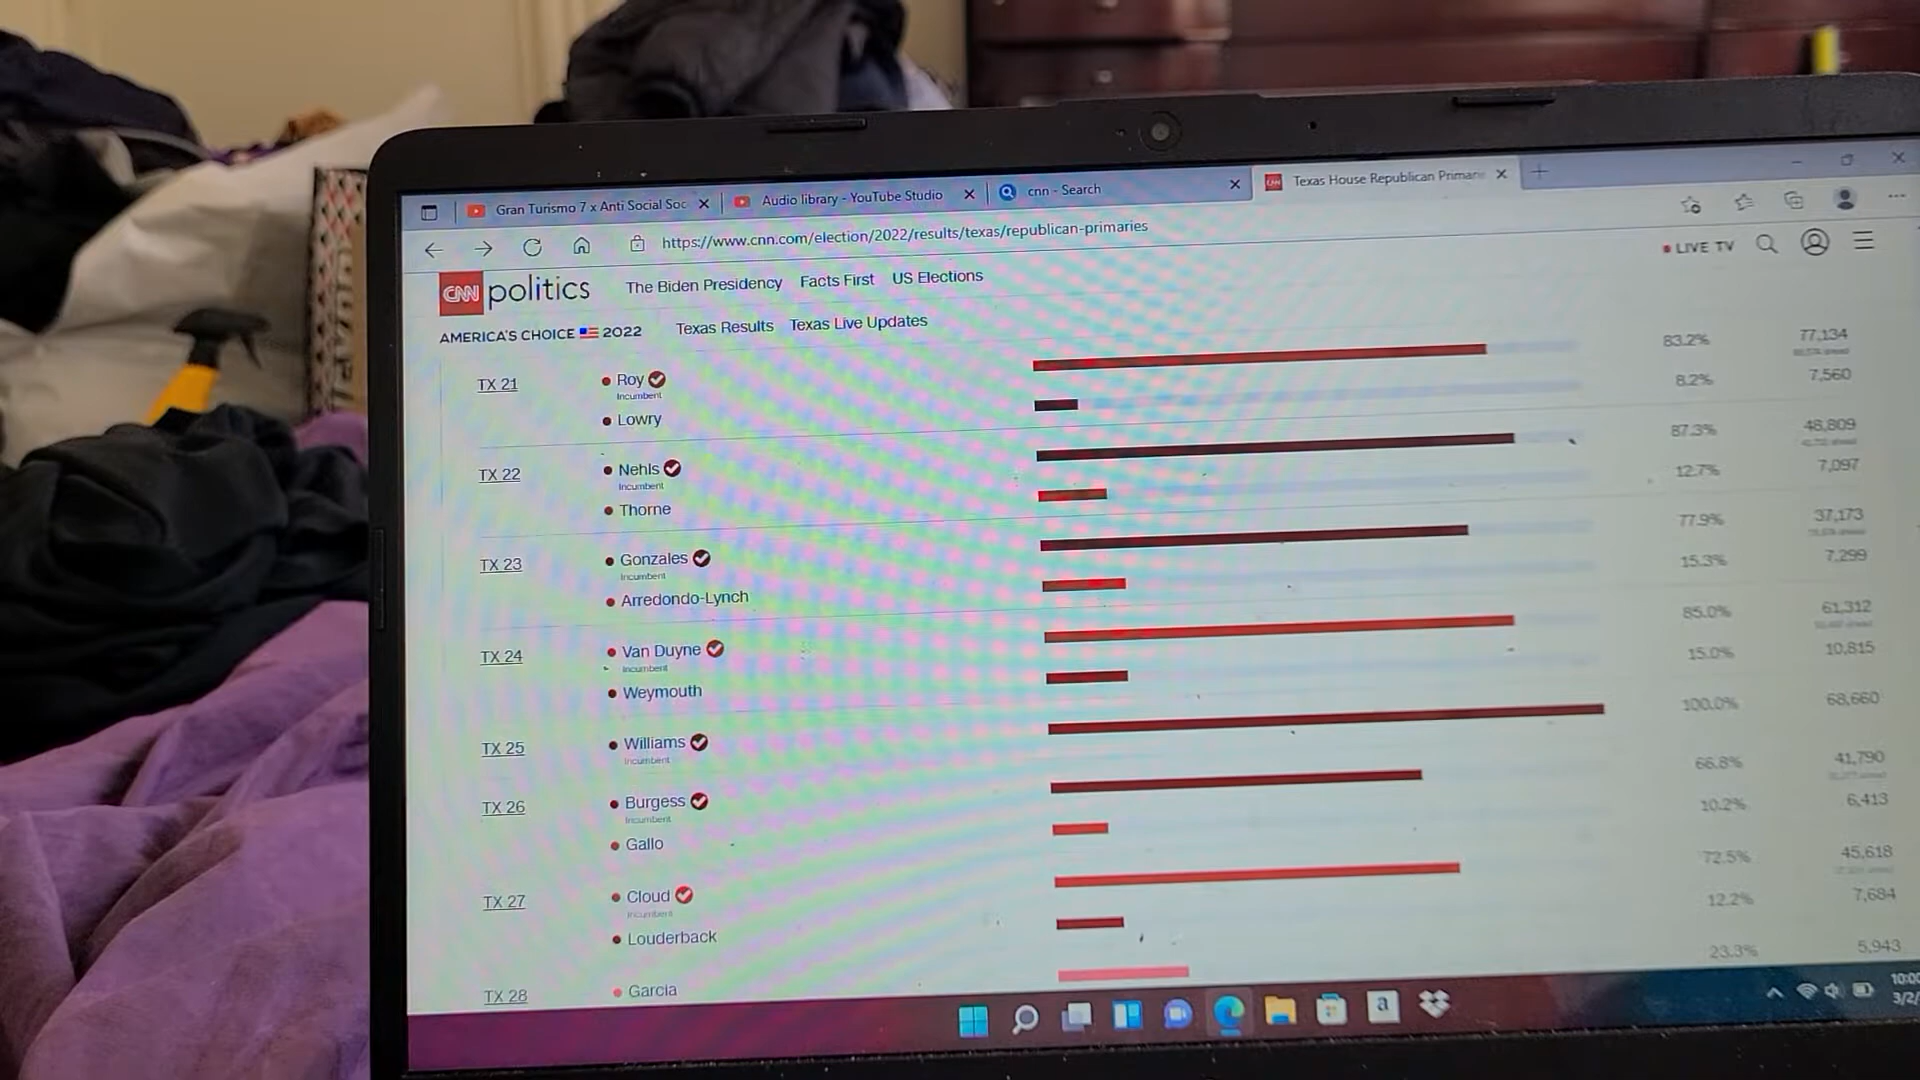 Gran Turismo 7 x Anti Social Soc
Audio library - YouTube Studio
cnn - Search
CNN
Texas House Republican Primari
https://www.cnn.com/election/2022/results/texas/republican-primaries
CNN politics
The Biden Presidency Facts First US Elections
LIVE TV
AMERICA'S CHOICE 2022
Texas Results Texas Live Updates
TX 21 Roy 83.2% 77,134
Incumbent
Lowry 8.2% 7,560
TX 22 Nehls 87.3% 48,809
Incumbent
Thorne 12.7% 7,097
TX 23 Gonzales 77.9% 37,173
Incumbent
Arredondo-Lynch 15.3% 7,299
TX 24 Van Duyne 85.0% 61,312
Incumbent
Weymouth 15.0% 10,815
TX 25 Williams 100.0% 68,660
Incumbent
TX 26 Burgess 66.8% 41,790
Incumbent
Gallo 10.2% 6,413
TX 27 Cloud 72.5% 45,618
Incumbent
Louderback 12.2% 7,684
TX 28 Garcia 23.3% 5,943
a
10:00
3/2/